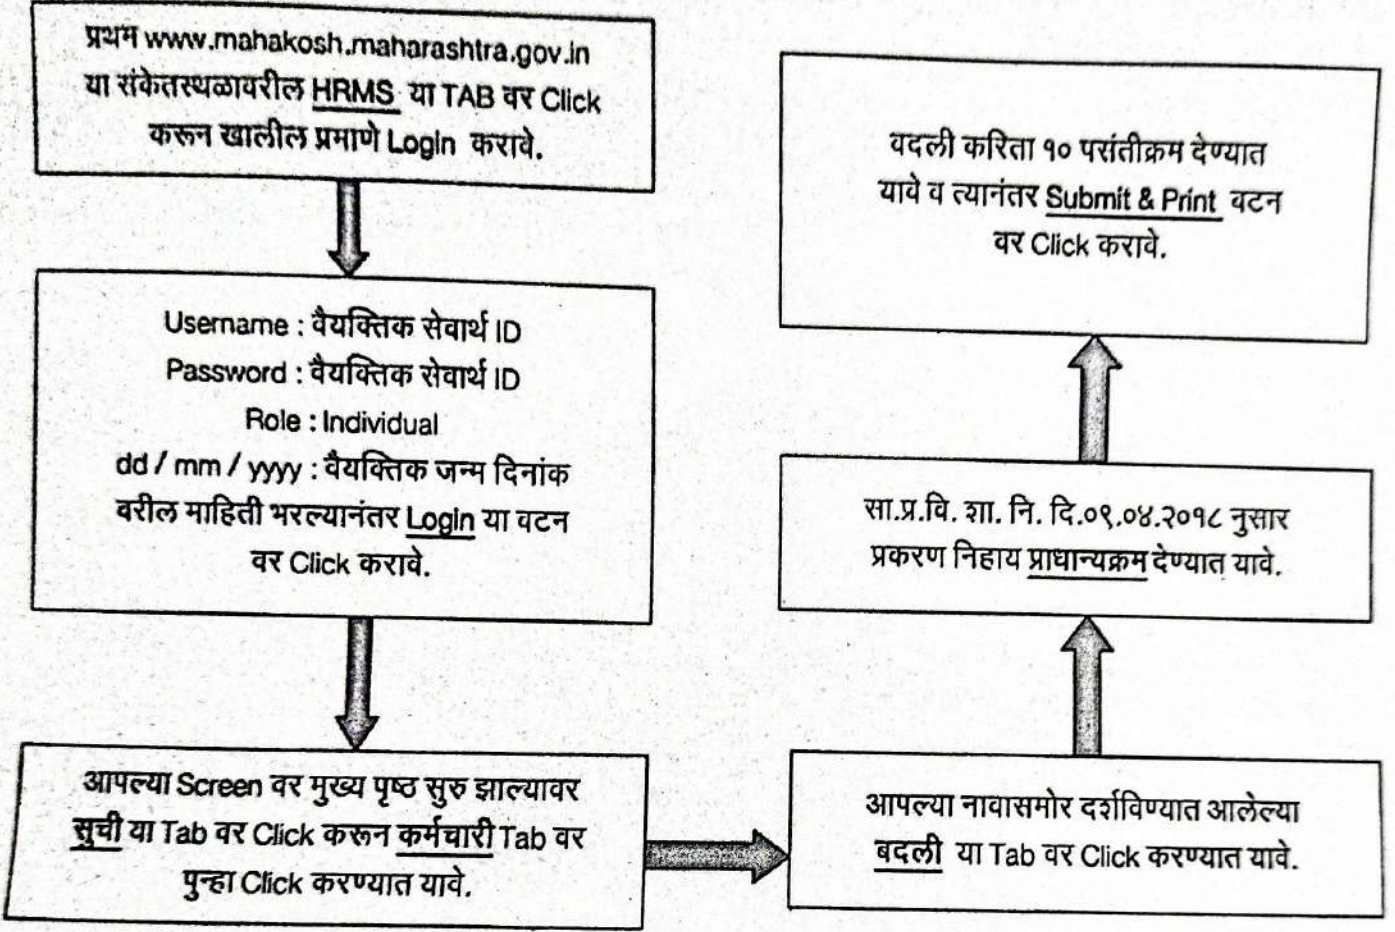 प्रथम www.mahakosh.maharashtra.gov.in
या संकेतस्थळावरील HRMS या TAB वर Click
करून खालील प्रमाणे Login करावे.
Username : वैयक्तिक सेवार्थ ID
Password : वैयक्तिक सेवार्थ ID
Role : Individual
dd / mm / yyyy : वैयक्तिक जन्म दिनांक
वरील माहिती भरल्यानंतर Login या वटन
वर Click करावे.
आपल्या Screen वर मुख्य पृष्ठ सुरु झाल्यावर
सुची या Tab वर Click करून कर्मचारी Tab वर
पुन्हा Click करण्यात यावे.
आपल्या नावासमोर दर्शविण्यात आलेल्या
बदली या Tab वर Click करण्यात यावे.
सा.प्र.वि. शा. नि. दि.०९.०४.२०१८ नुसार
प्रकरण निहाय प्राधान्यक्रम देण्यात यावे.
वदली करिता १० पसंतीक्रम देण्यात
यावे व त्यानंतर Submit & Print वटन
वर Click करावे.